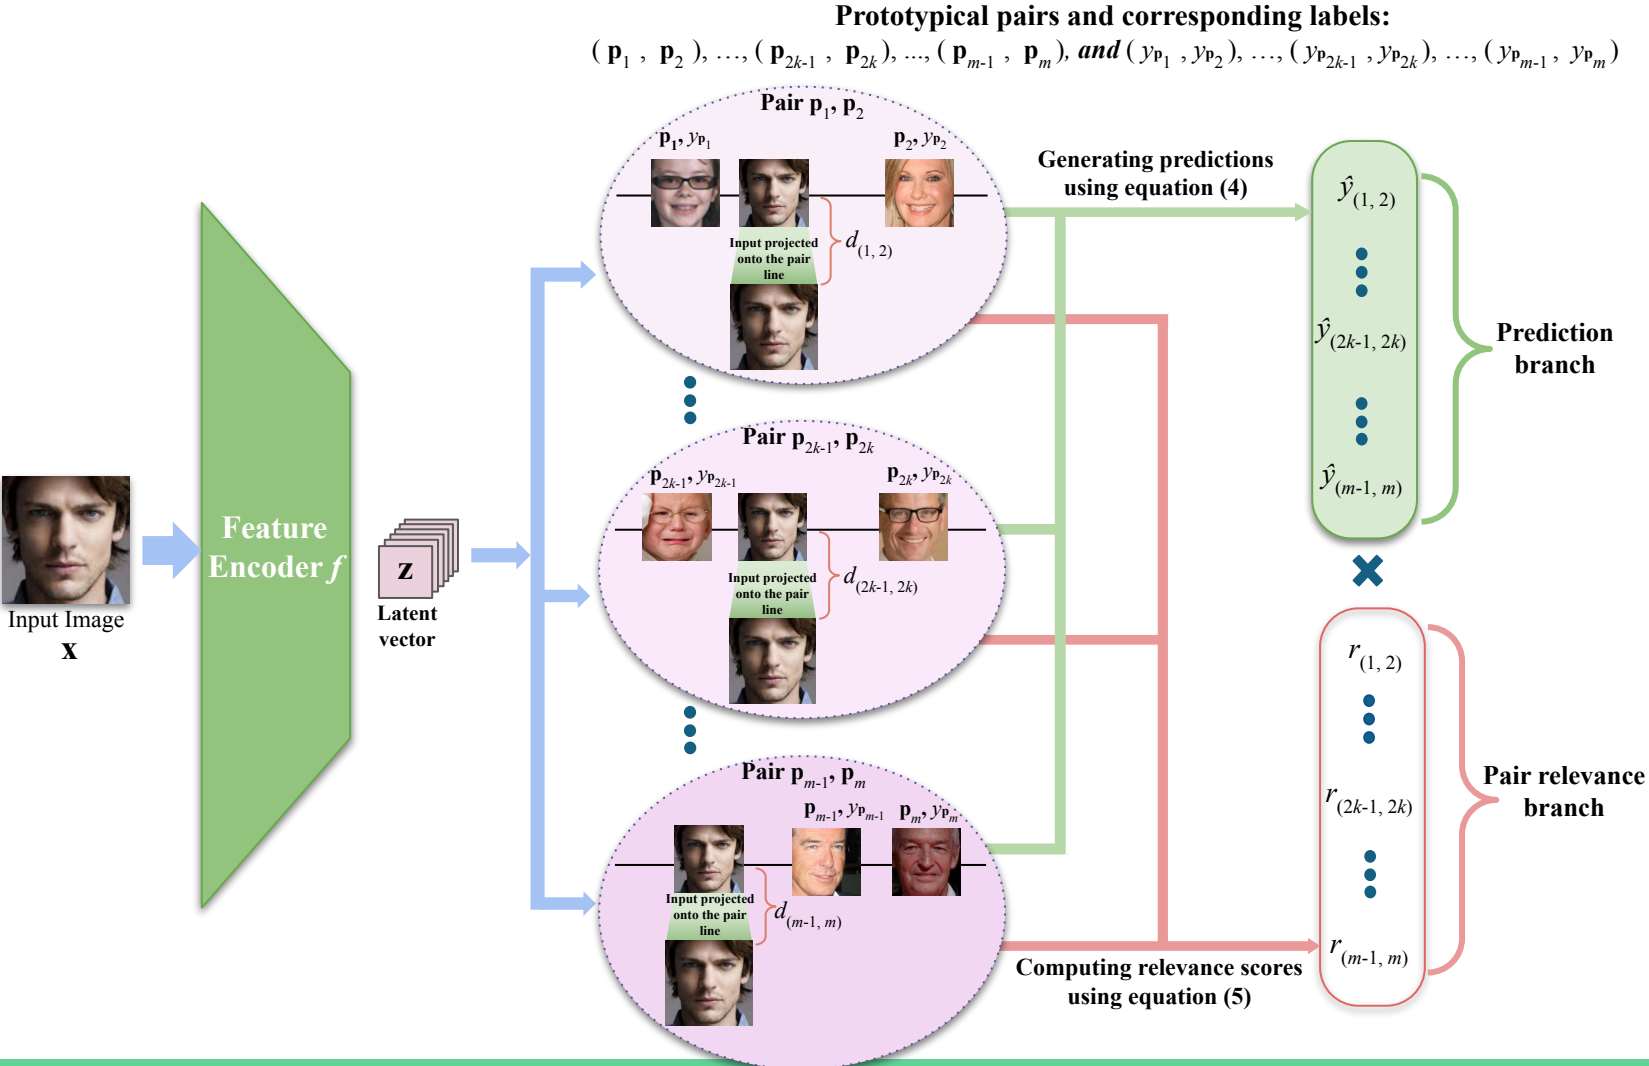 Prototypical pairs and corresponding labels:
( p1 , p2 ), …,( p2k-1 , p2k), ..., ( pm-1 , pm), and ( yp1 , yp2), …, (yp2k-1 , yp2k), …, ( ypm-1 , ypm)
Pair p1, p2
p1, yp1
p2, yp2
Input projected
onto the pair
line
d(1, 2)
Generating predictions
using equation (4)
ŷ(1, 2)
ŷ(2k-1, 2k)
ŷ(m-1, m)
Prediction
branch
Pair p2k-1, p2k
p2k-1, yp2k-1
p2k, yp2k
Input projected
onto the pair
line
d(2k-1, 2k)
Input Image
x
Feature
Encoder f
z
Latent
vector
Pair pm-1, pm
pm-1, ypm-1
pm, ypm
Input projected
onto the pair
line
d(m-1, m)
Computing relevance scores
using equation (5)
r(1, 2)
r(2k-1, 2k)
r(m-1, m)
Pair relevance
branch